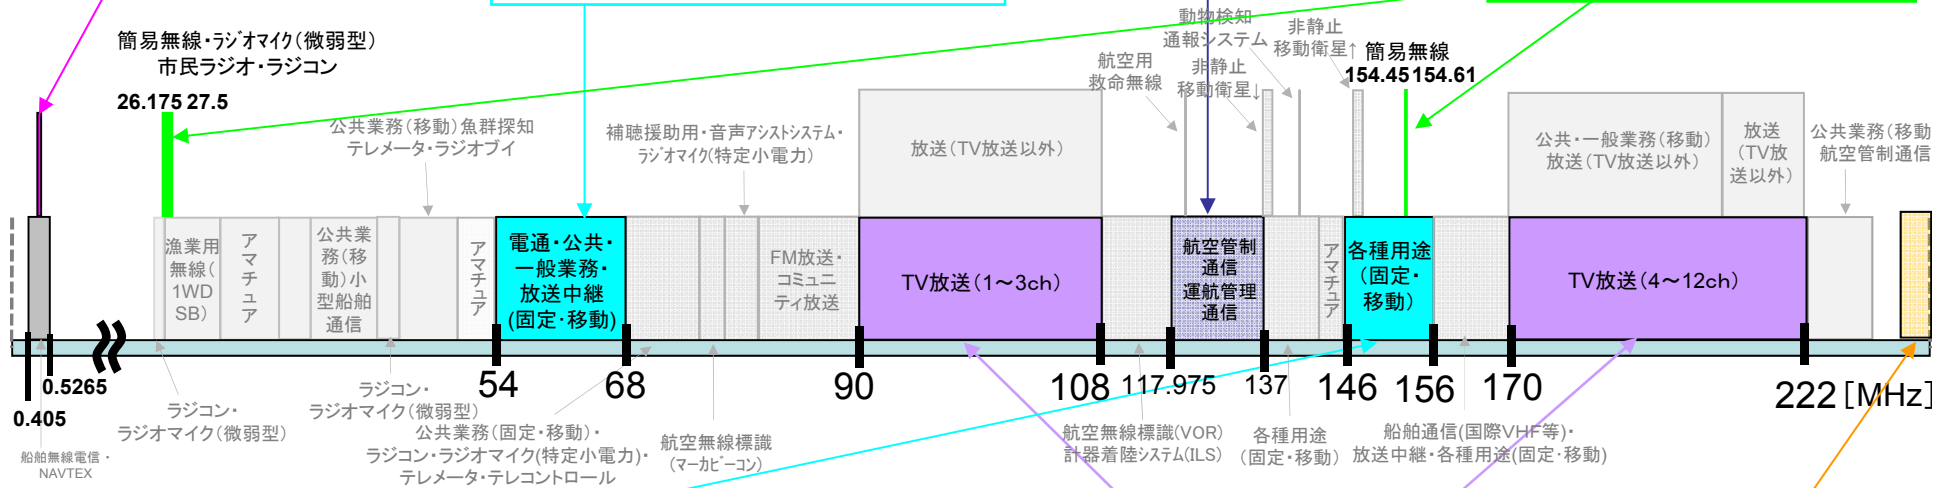 簡易無線・ラジオマイク（微弱型）
市民ラジオ・ラジコン
26.175 27.5
公共業務（移動）魚群探知
テレメータ・ラジオブイ
補聴援助用・音声アシストシステム・
ラジオマイク(特定小電力)
放送（TV放送以外）
航空用
救命無線
動物検知
通報システム
非静止
移動衛星↓
非静止
移動衛星↑
簡易無線
154.45 154.61
公共・一般業務（移動）
放送（TV放送以外）
放送
（TV放
送以外）
公共業務（移動
航空管制通信
漁業用
無線（
1WD
SB）
アマチュア
公共業
務（移
動）小
型船舶
通信
アマチュア
電通・公共・
一般業務・
放送中継
(固定・移動)
FM放送・
コミュニ
ティ放送
TV放送（1～3ch）
航空管制
通信
運航管理
通信
アマチュア
各種用途
（固定・
移動）
TV放送（4～12ch）
0.405
0.5265
54
68
90
108
117.975
137
146
156
170
222 [MHz]
船舶無線電信・
NAVTEX
ラジコン・
ラジオマイク（微弱型）
ラジコン・
ラジオマイク（微弱型）
公共業務（固定・移動）・
ラジコン・ラジオマイク(特定小電力)・
テレメータ・テレコントロール
航空無線標識
（マーカビーコン）
航空無線標識(VOR)
計器着陸システム(ILS)
各種用途
（固定・移動）
船舶通信(国際VHF等)・
放送中継・各種用途(固定・移動)